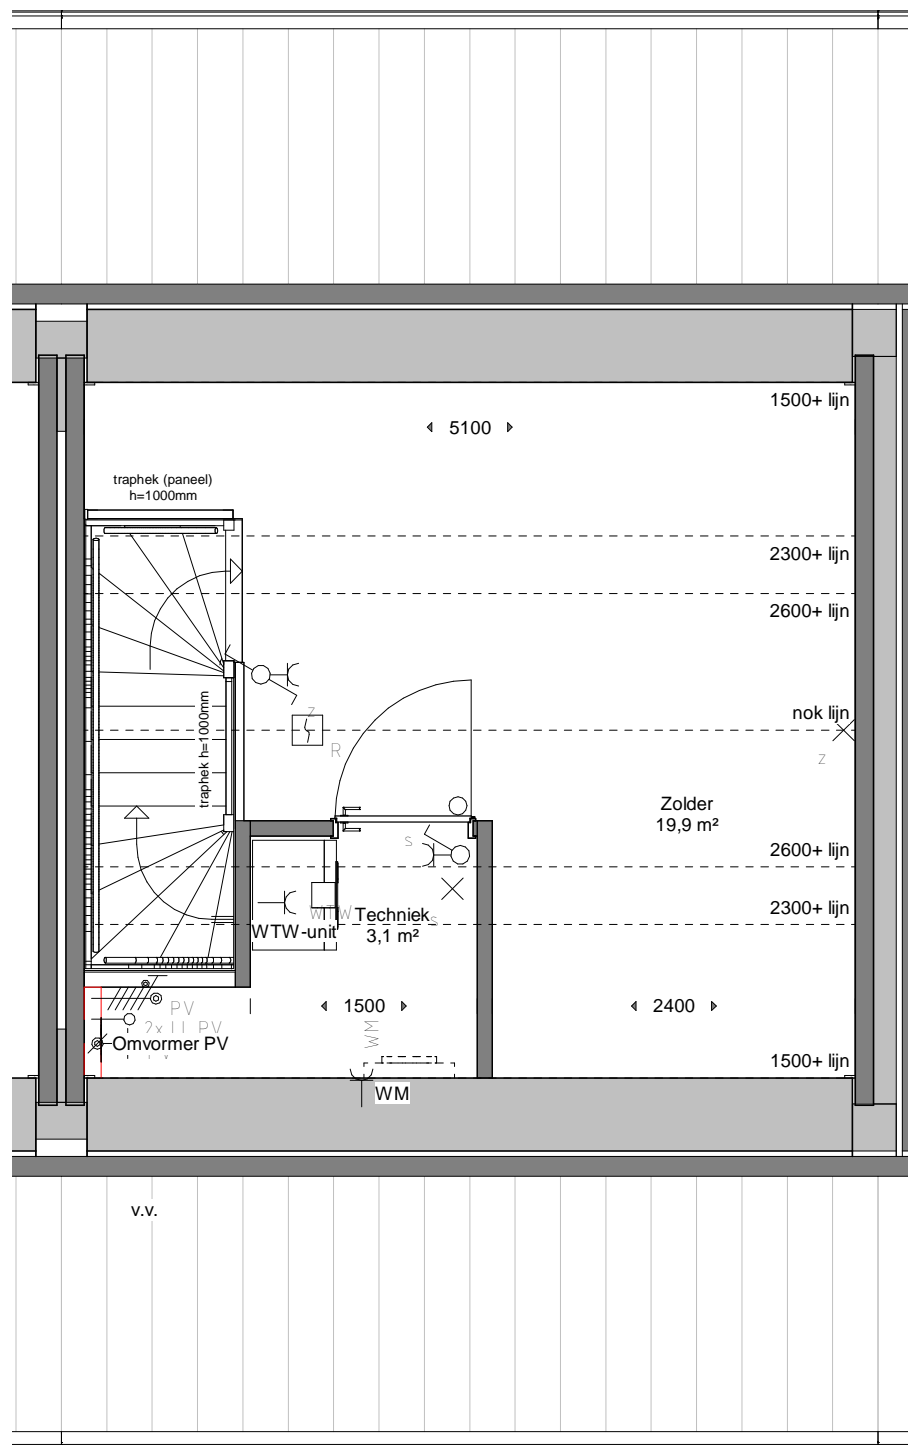 1500+ lijn
5100
traphek (paneel)
h=1000mm
2300+ lijn
2600+ lijn
nok lijn
z
z
R
traphek h=1000mm
Zolder
19,9 m²
s
2600+ lijn
2300+ lijn
WTW
Techniek
3,1 m²
s
WTW-unit
PV
1500
2400
WM
Omvormer PV
1500+ lijn
WM
v.v.